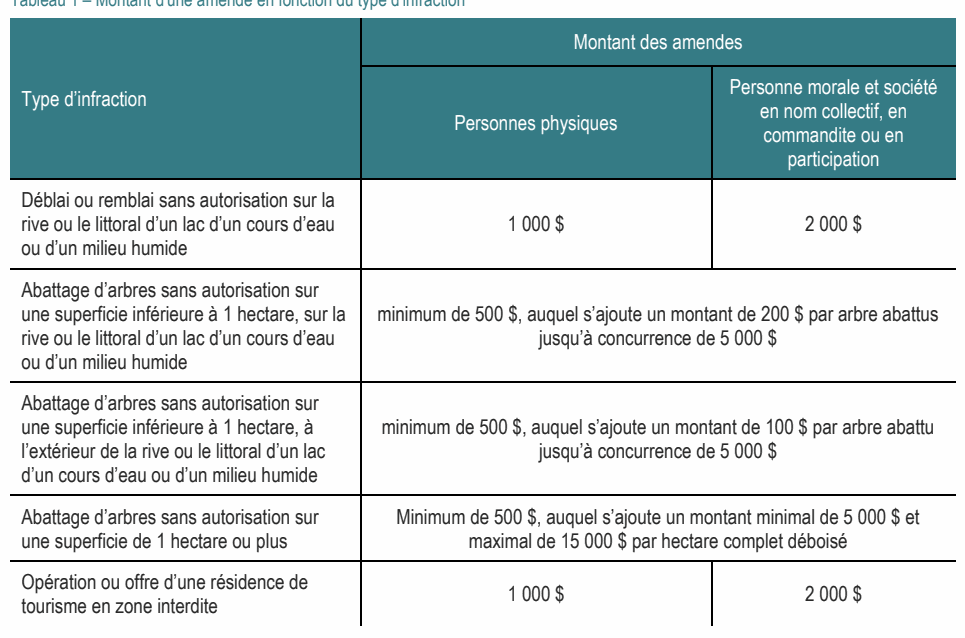 Tableau 1 – Montant d'une amende en fonction du type d'infraction
Type d'infraction
Montant des amendes
Personnes physiques
Personne morale et société
en nom collectif, en
commandite ou en
participation
Déblai ou remblai sans autorisation sur la
rive ou le littoral d'un lac d'un cours d'eau
ou d'un milieu humide
1 000 $
2 000 $
Abattage d'arbres sans autorisation sur
une superficie inférieure à 1 hectare, sur la
rive ou le littoral d'un lac d'un cours d'eau
ou d'un milieu humide
minimum de 500 $, auquel s'ajoute un montant de 200 $ par arbre abattus
jusqu'à concurrence de 5 000 $
Abattage d'arbres sans autorisation sur
une superficie inférieure à 1 hectare, à
l'extérieur de la rive ou le littoral d'un lac
d'un cours d'eau ou d'un milieu humide
minimum de 500 $, auquel s'ajoute un montant de 100 $ par arbre abattu
jusqu'à concurrence de 5 000 $
Abattage d'arbres sans autorisation sur
une superficie de 1 hectare ou plus
Minimum de 500 $, auquel s'ajoute un montant minimal de 5 000 $ et
maximal de 15 000 $ par hectare complet déboisé
Opération ou offre d'une résidence de
tourisme en zone interdite
1 000 $
2 000 $